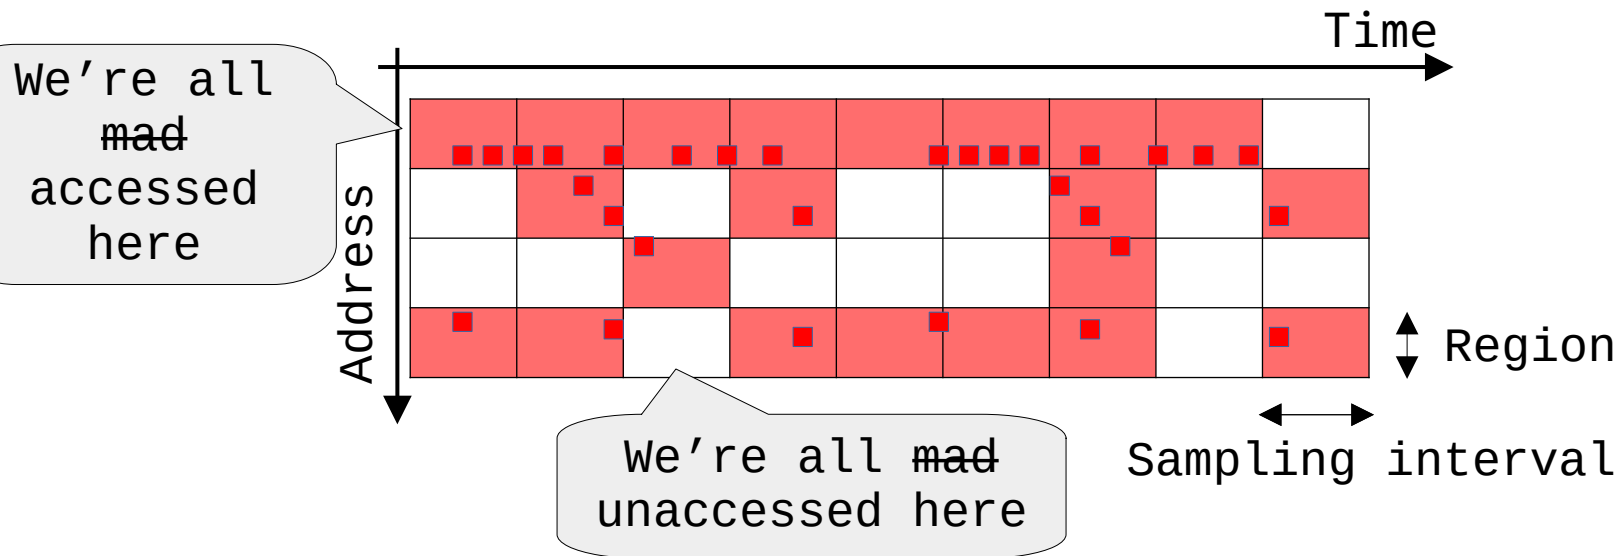 Time
We’re all
mad
accessed
here
Address
Region
Sampling interval
We’re all mad
unaccessed here